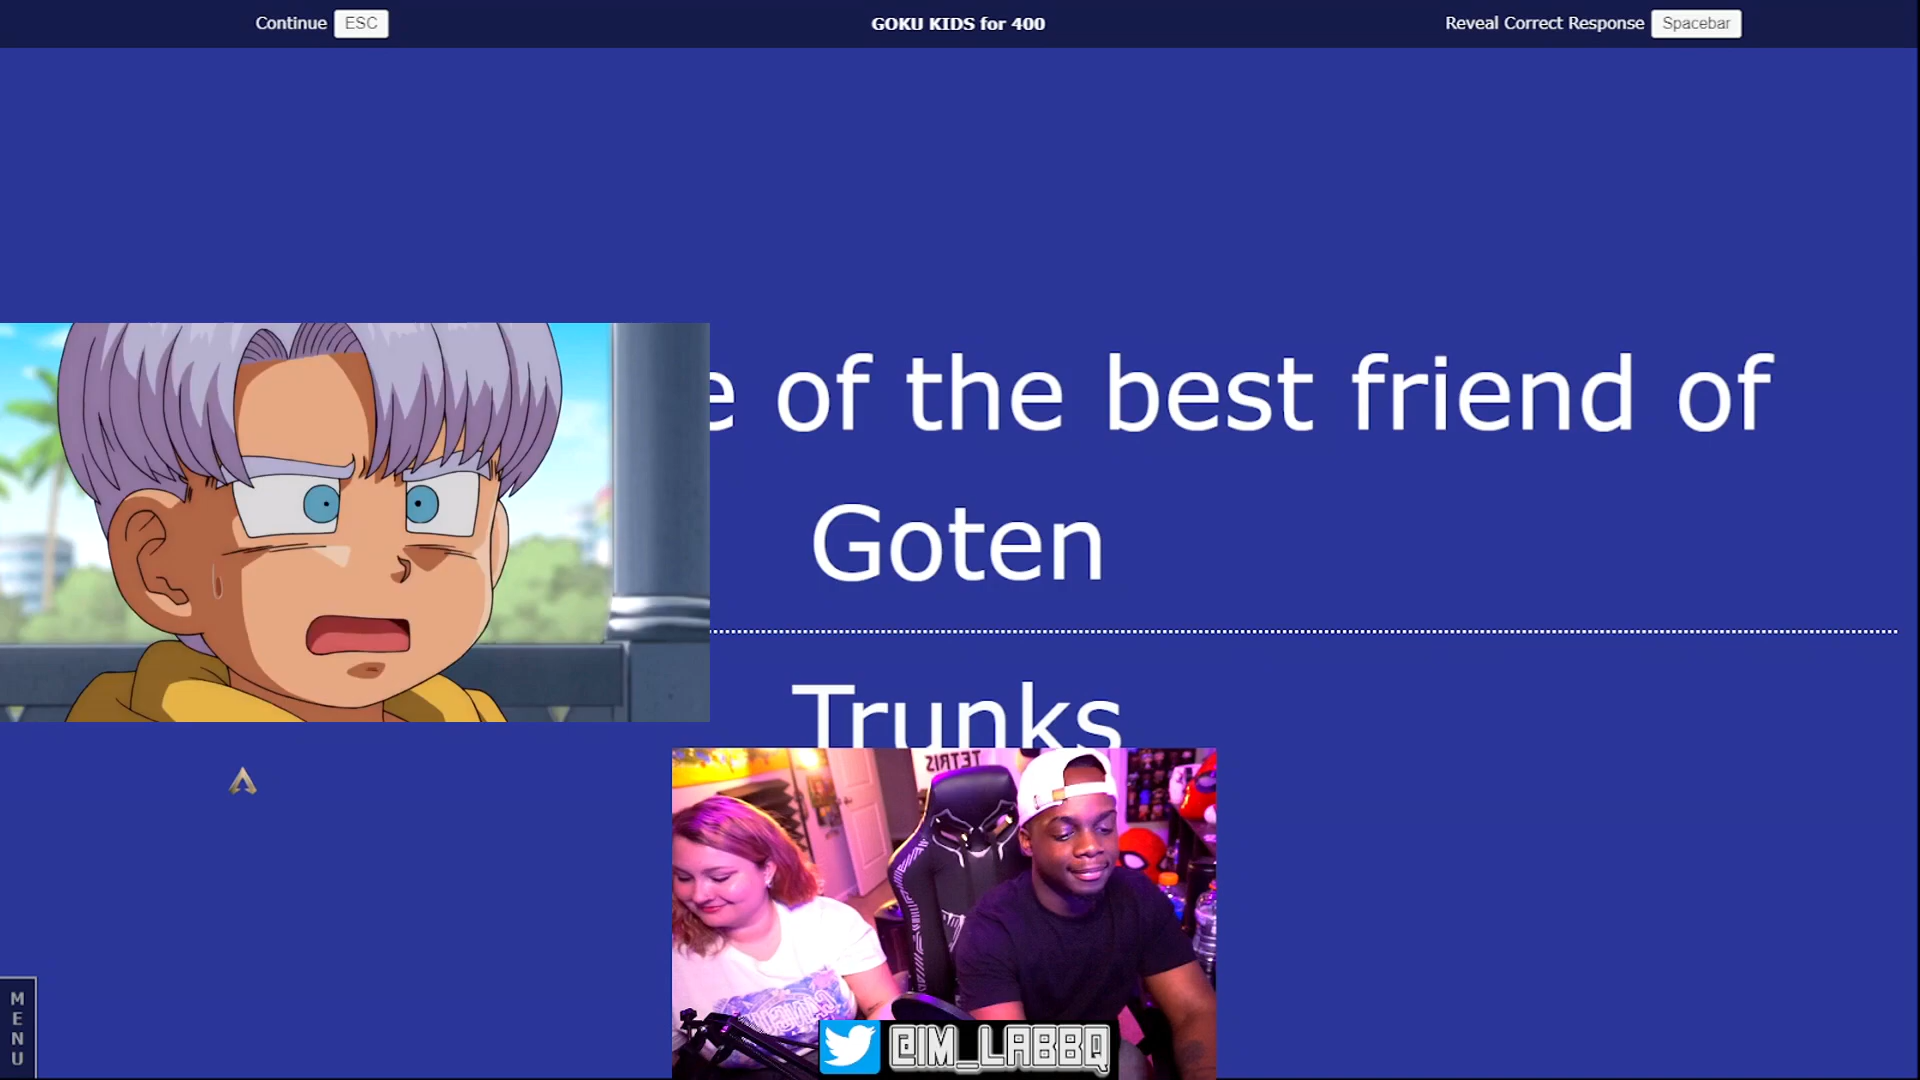 Continue ESC
GOKU KIDS for 400
Reveal Correct Response Spacebar
e of the best friend of
Goten
Trunks
TETRIS
MENU
@IM_LABBQ